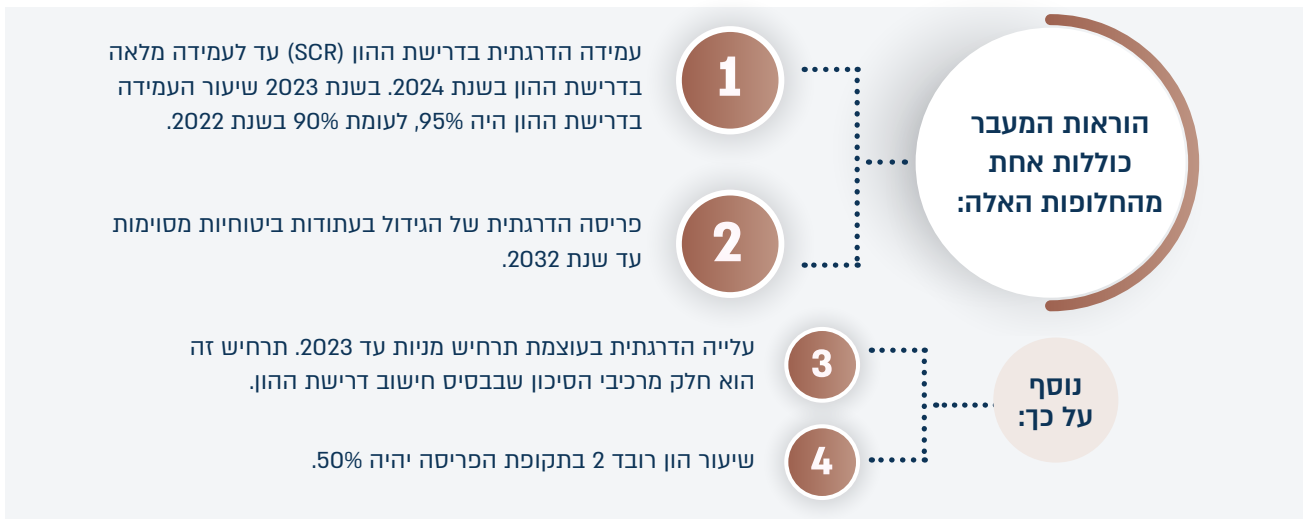 הוראות המעבר
כוללות אחת
מהחלופות האלה:
1
עמידה הדרגתית בדרישת ההון (SCR) עד לעמידה מלאה
בדרישת ההון בשנת 2024. בשנת 2023 שיעור העמידה
בדרישת ההון היה 95%, לעומת 90% בשנת 2022.
2
פריסה הדרגתית של הגידול בעתודות ביטוחיות מסוימות
עד שנת 2032.
נוסף
על כך:
3
עלייה הדרגתית בעוצמת תרחיש מניות עד 2023. תרחיש זה
הוא חלק מרכיבי הסיכון שבבסיס חישוב דרישת ההון.
4
שיעור הון רובד 2 בתקופת הפריסה יהיה 50%.